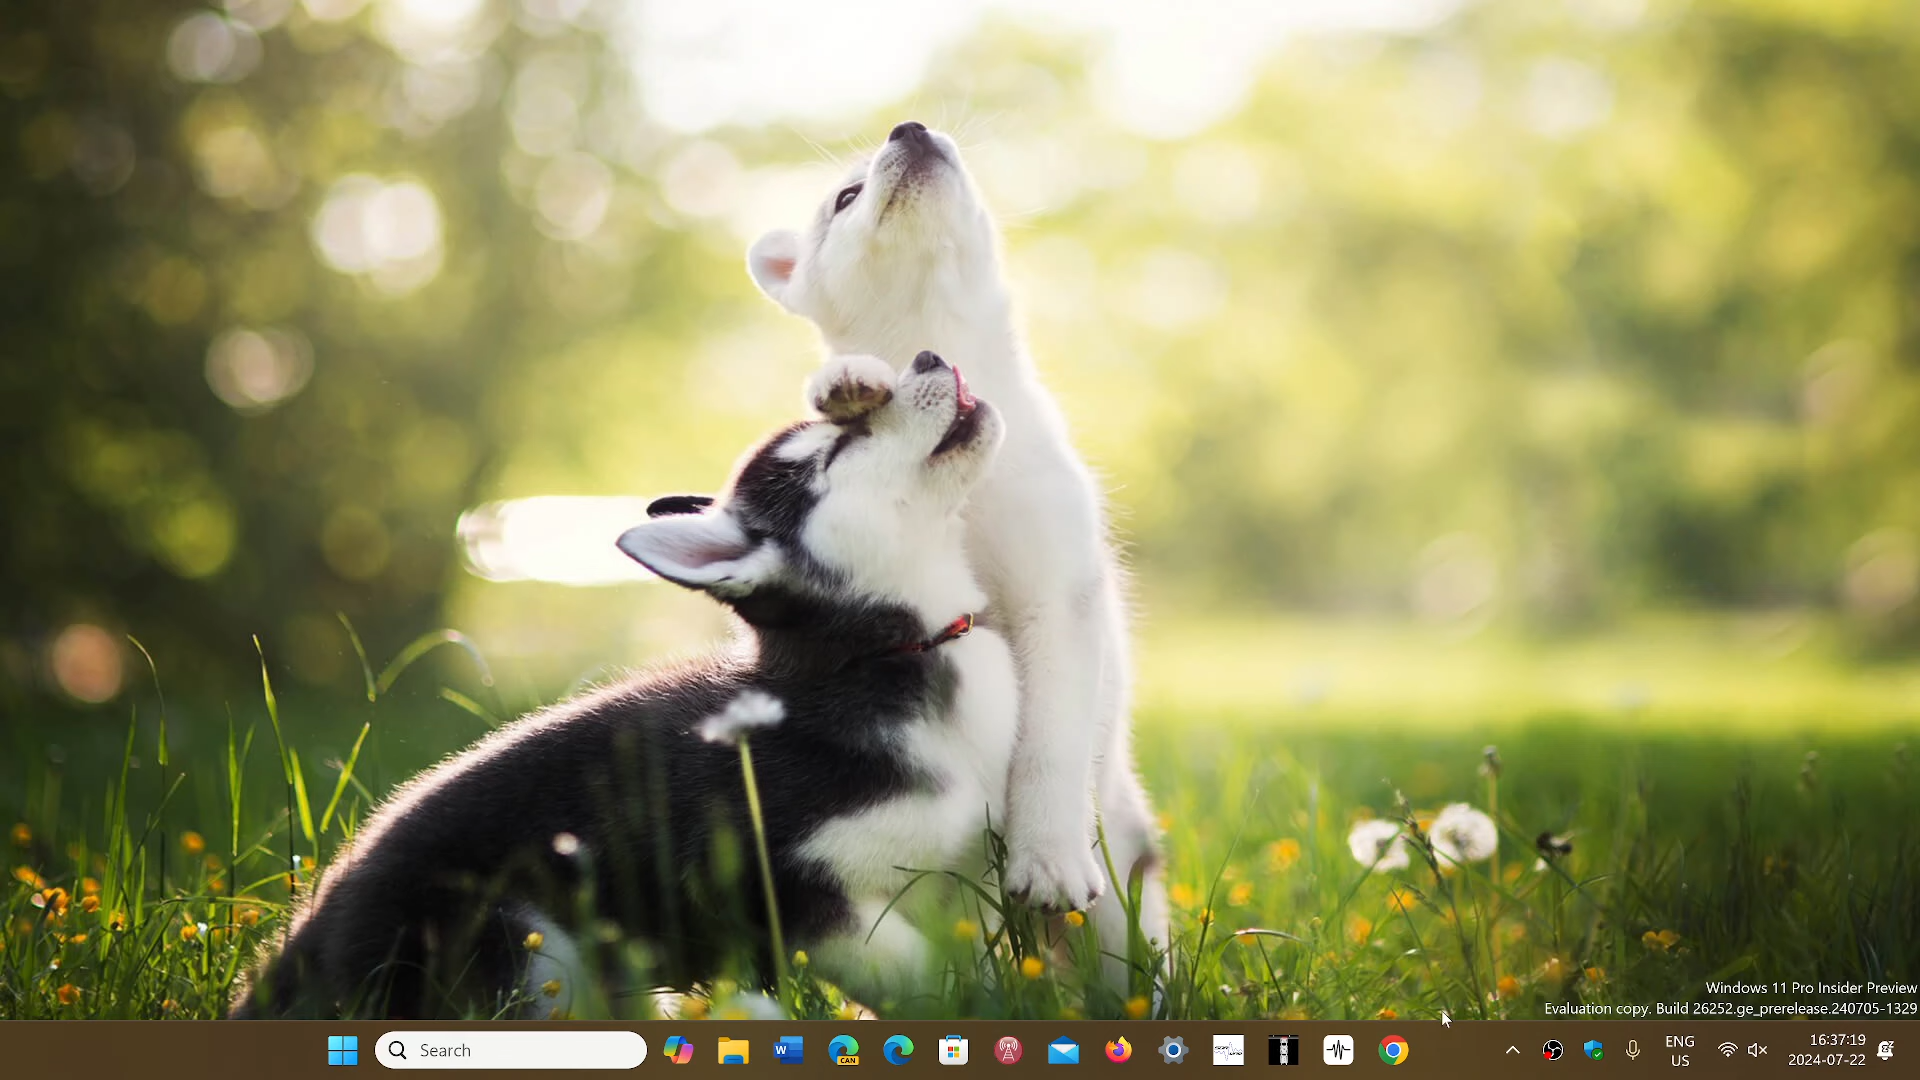 Windows 11 Pro Insider Preview
Evaluation copy. Build 26252.ge_prerelease.240705-1329
Search
W
CAN
ENG
US
16:37:19
2024-07-22